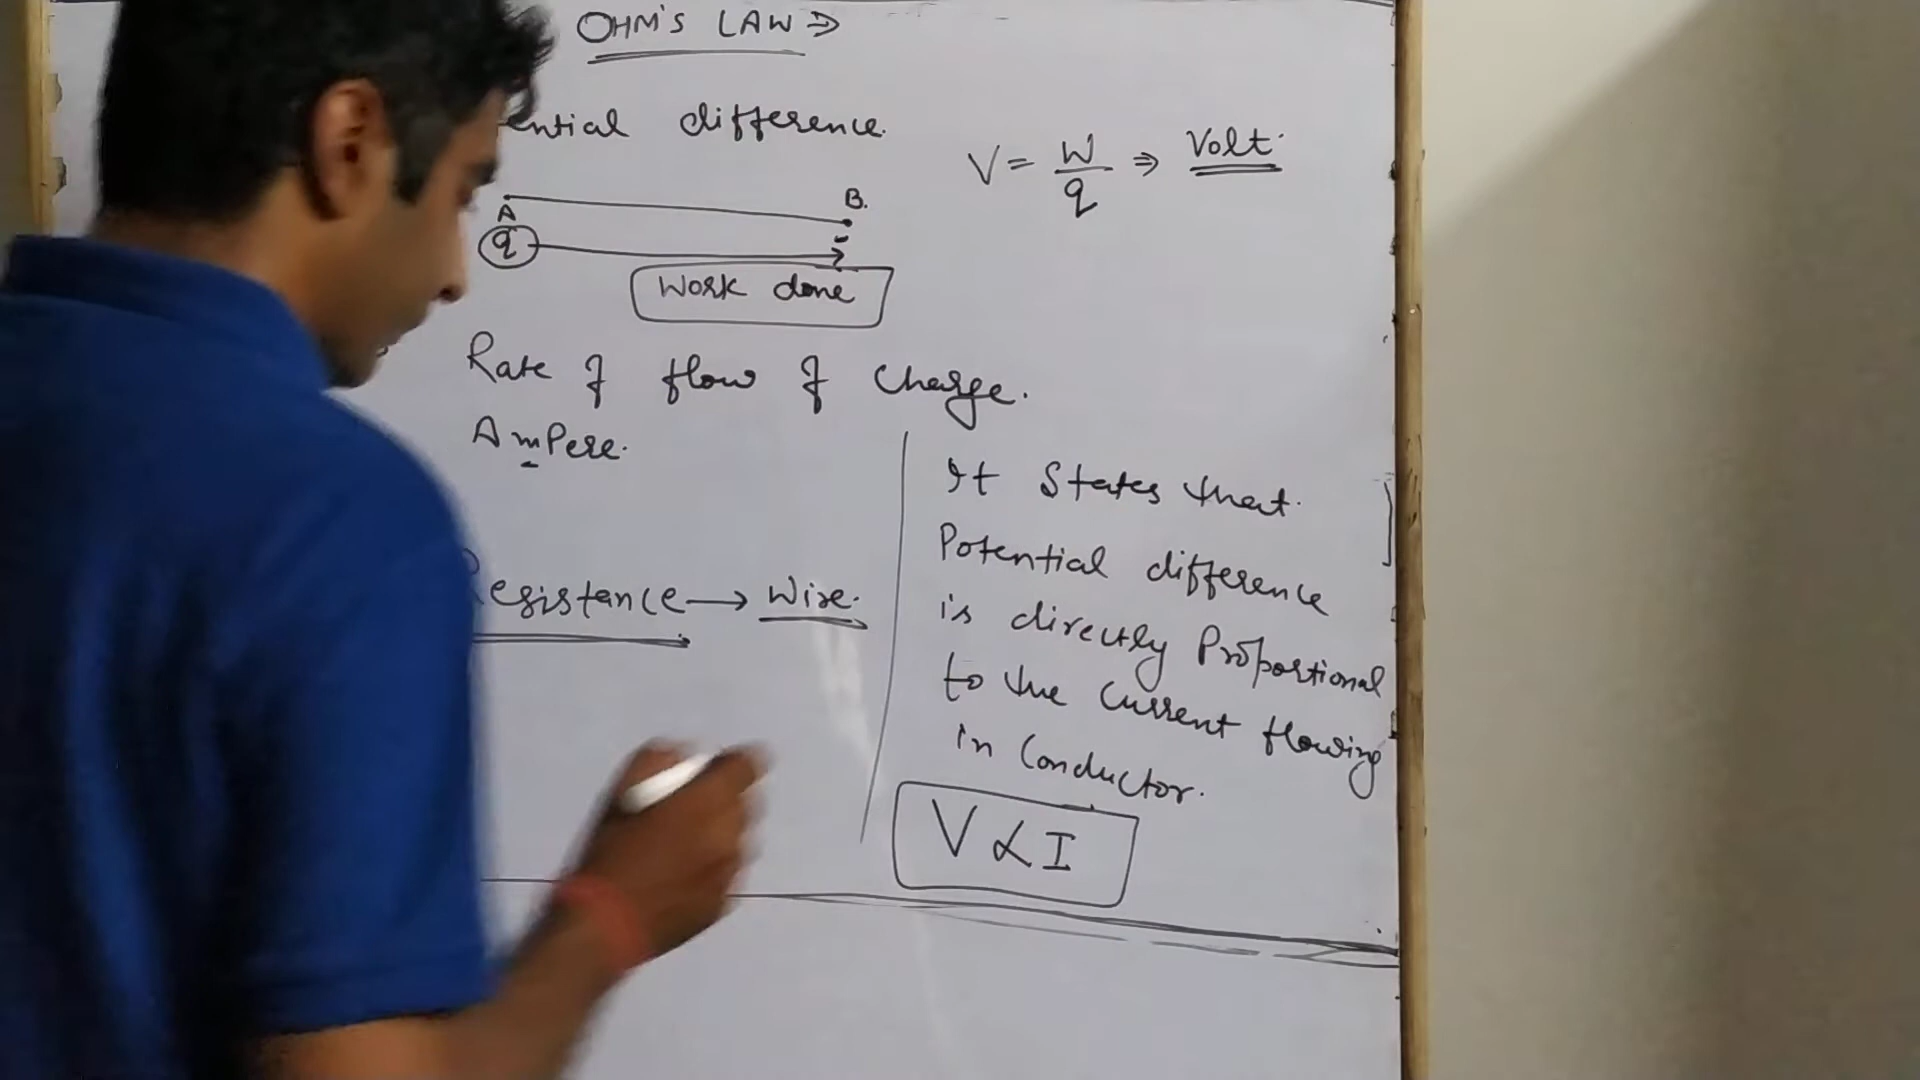 OHM'S LAW ⇒
ential difference.
V = W/q ⇒ Volt.
A B.
q
Work done
Rate of flow of Charge.
Ampere.
Resistance → Wire.
It States that.
Potential difference
is directly Proportional
to the Current flowing
in Conductor.
V ∝ I